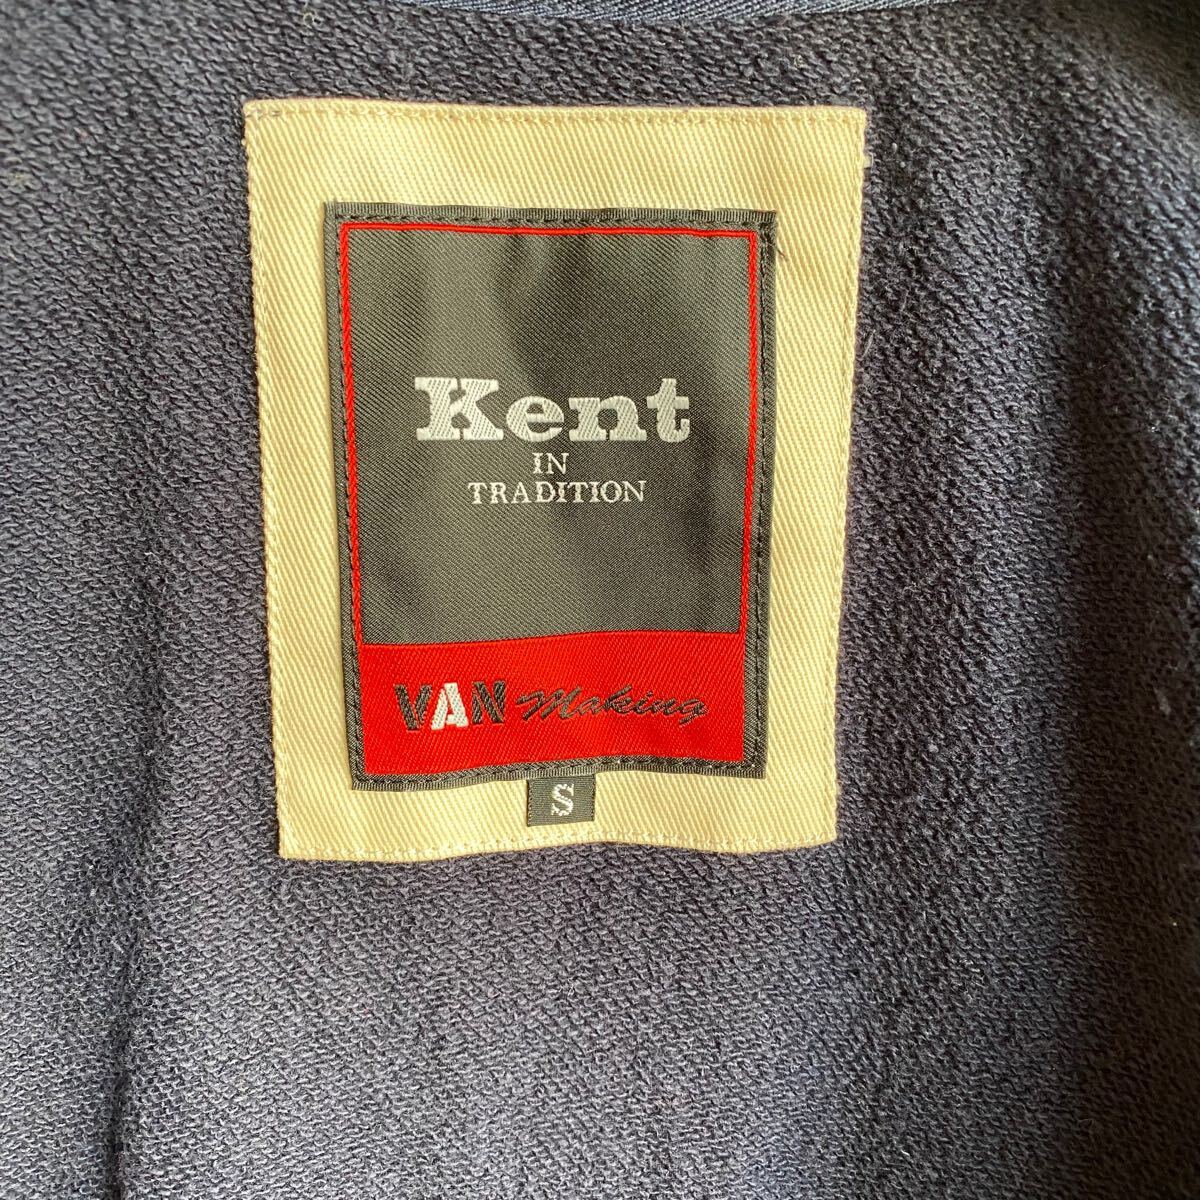 Kent
IN
TRADITION
VAN Making
S